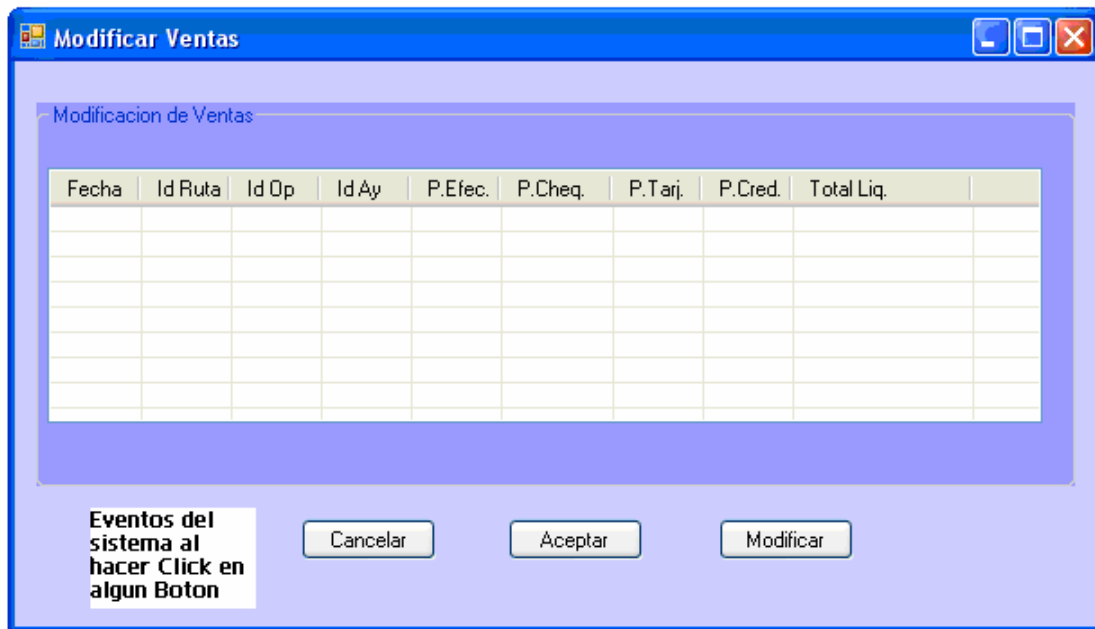 Modificar Ventas
Modificacion de Ventas
Fecha Id Ruta Id Op Id Ay P.Efec. P.Cheq. P.Tarj. P.Cred. Total Liq.
Eventos del
sistema al
hacer Click en
algun Boton
Cancelar Aceptar Modificar